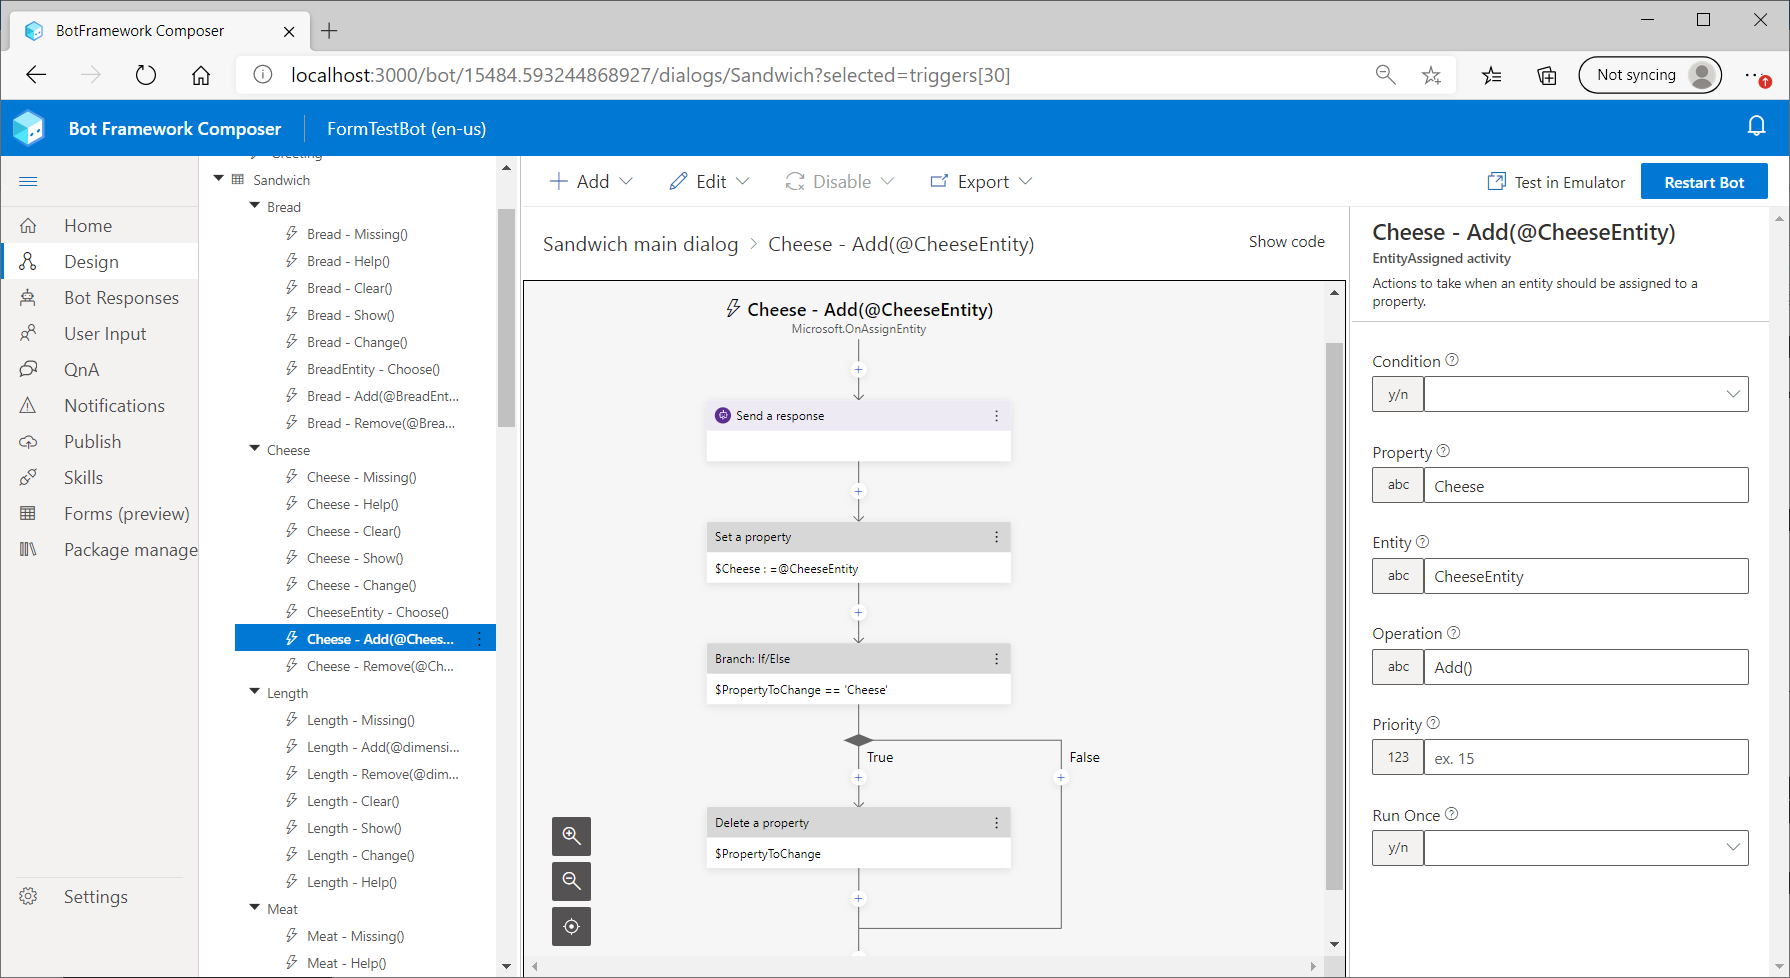 BotFramework Composer
localhost:3000/bot/15484.593244868927/dialogs/Sandwich?selected=triggers[30]
Not syncing
Bot Framework Composer
FormTestBot (en-us)
Home
Design
Bot Responses
User Input
QnA
Notifications
Publish
Skills
Forms (preview)
Package manage
Settings
Greeting
Sandwich
Bread
Bread - Missing()
Bread - Help()
Bread - Clear()
Bread - Show()
Bread - Change()
BreadEntity - Choose()
Bread - Add(@BreadEnt...
Bread - Remove(@Brea...
Cheese
Cheese - Missing()
Cheese - Help()
Cheese - Clear()
Cheese - Show()
Cheese - Change()
CheeseEntity - Choose()
Cheese - Add(@Chees...
Cheese - Remove(@Ch...
Length
Length - Missing()
Length - Add(@dimensi...
Length - Remove(@dim...
Length - Clear()
Length - Show()
Length - Change()
Length - Help()
Meat
Meat - Missing()
Meat - Help()
Add
Edit
Disable
Export
Test in Emulator
Restart Bot
Sandwich main dialog > Cheese - Add(@CheeseEntity)
Show code
Cheese - Add(@CheeseEntity)
Microsoft.OnAssignEntity
Send a response
Set a property
$Cheese : =@CheeseEntity
Branch: If/Else
$PropertyToChange == 'Cheese'
True
False
Delete a property
$PropertyToChange
Cheese - Add(@CheeseEntity)
EntityAssigned activity
Actions to take when an entity should be assigned to a
property.
Condition
y/n
Property
abc Cheese
Entity
abc CheeseEntity
Operation
abc Add()
Priority
123 ex. 15
Run Once
y/n